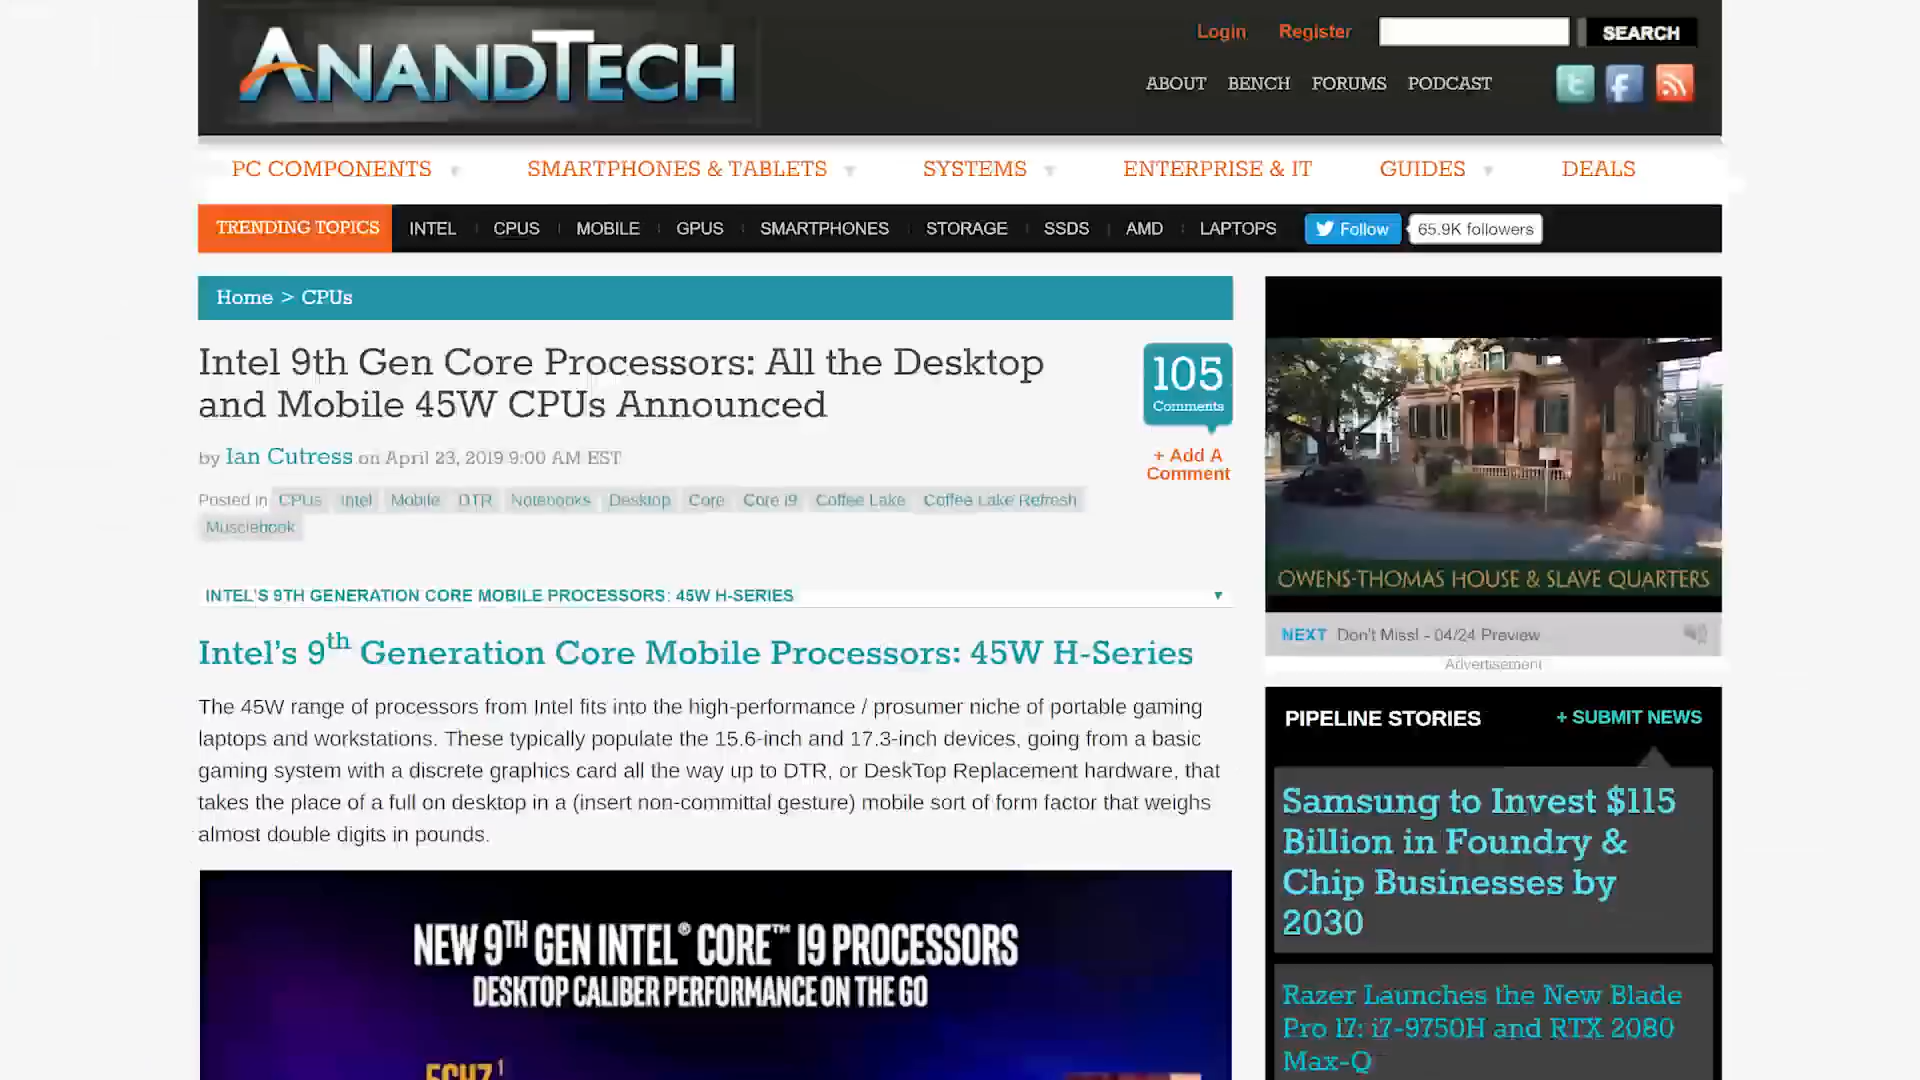 ANANDTECH
Login Register SEARCH
ABOUT BENCH FORUMS PODCAST
PC COMPONENTS SMARTPHONES & TABLETS SYSTEMS ENTERPRISE & IT GUIDES DEALS
TRENDING TOPICS INTEL CPUS MOBILE GPUS SMARTPHONES STORAGE SSDS AMD LAPTOPS Follow 65.9K followers
Home > CPUs
Intel 9th Gen Core Processors: All the Desktop
and Mobile 45W CPUs Announced
by Ian Cutress on April 23, 2019 9:00 AM EST
105
Comments
+ Add A
Comment
Posted in CPUs Intel Mobile DTR Notebooks Desktop Core Core i9 Coffee Lake Coffee Lake Refresh
Musclebook
INTEL'S 9TH GENERATION CORE MOBILE PROCESSORS: 45W H-SERIES
Intel's 9th Generation Core Mobile Processors: 45W H-Series
The 45W range of processors from Intel fits into the high-performance / prosumer niche of portable gaming
laptops and workstations. These typically populate the 15.6-inch and 17.3-inch devices, going from a basic
gaming system with a discrete graphics card all the way up to DTR, or DeskTop Replacement hardware, that
takes the place of a full on desktop in a (insert non-committal gesture) mobile sort of form factor that weighs
almost double digits in pounds.
NEW 9TH GEN INTEL® CORE™ I9 PROCESSORS
DESKTOP CALIBER PERFORMANCE ON THE GO
5GHZ1
OWENS-THOMAS HOUSE & SLAVE QUARTERS
NEXT Don't Miss! - 04/24 Preview
Advertisement
PIPELINE STORIES + SUBMIT NEWS
Samsung to Invest $115
Billion in Foundry &
Chip Businesses by
2030
Razer Launches the New Blade
Pro 17: i7-9750H and RTX 2080
Max-Q